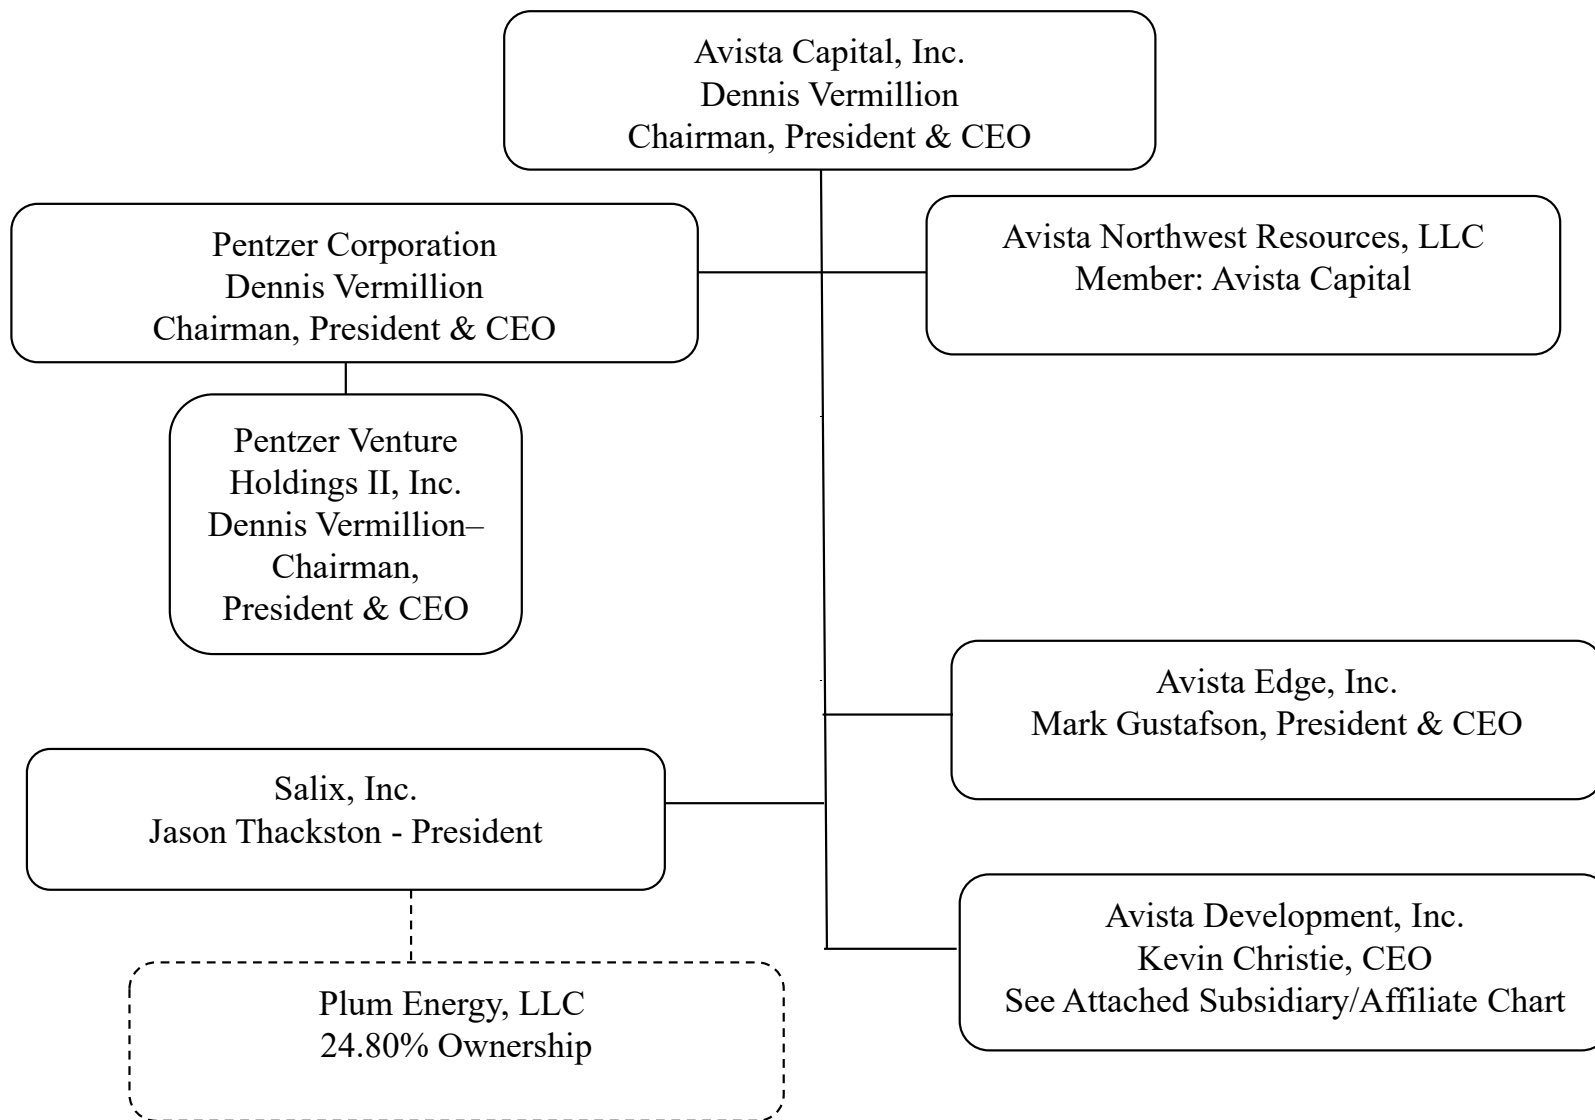 Avista Capital, Inc.
Dennis Vermillion
Chairman, President & CEO
Pentzer Corporation
Dennis Vermillion
Chairman, President & CEO
Avista Northwest Resources, LLC
Member: Avista Capital
Pentzer Venture
Holdings II, Inc.
Dennis Vermillion–
Chairman,
President & CEO
Avista Edge, Inc.
Mark Gustafson, President & CEO
Salix, Inc.
Jason Thackston - President
Avista Development, Inc.
Kevin Christie, CEO
See Attached Subsidiary/Affiliate Chart
Plum Energy, LLC
24.80% Ownership